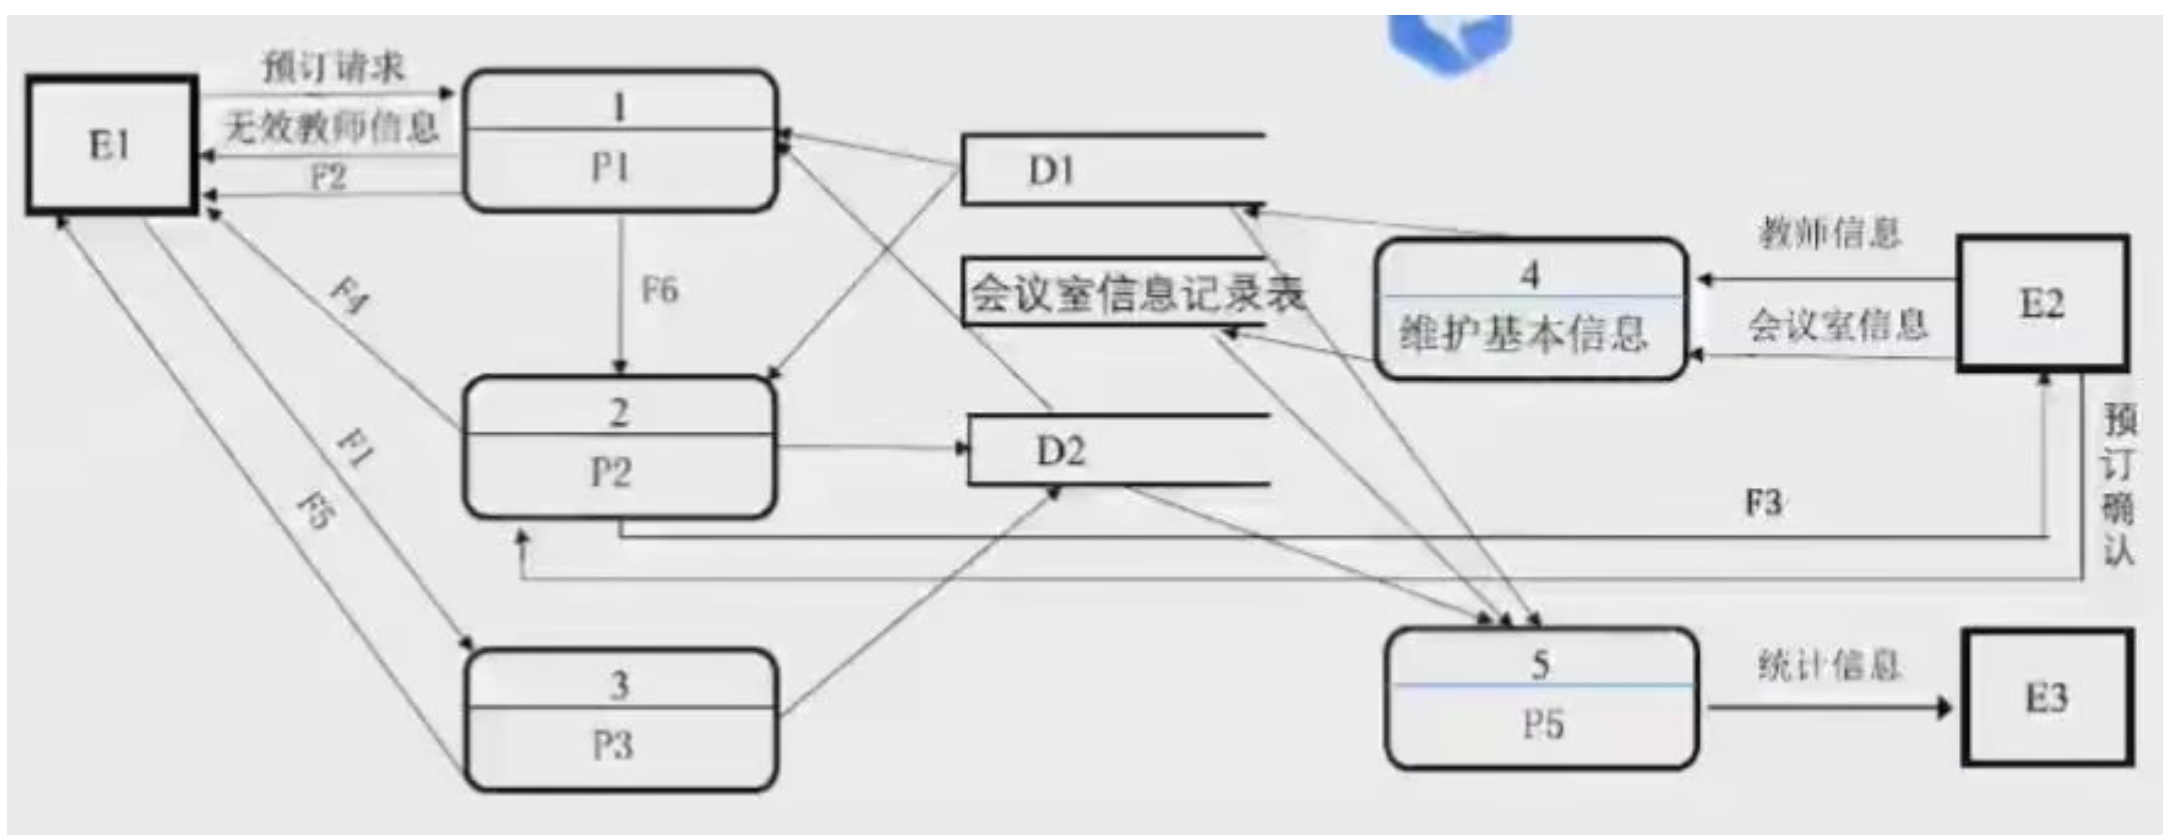 预订请求
E1
无效教师信息
F2
1
P1
D1
教师信息
会议室信息记录表
4
维护基本信息
会议室信息
E2
F4
F6
2
P2
D2
F1
F5
F3
预订确认
3
P3
5
P5
统计信息
E3